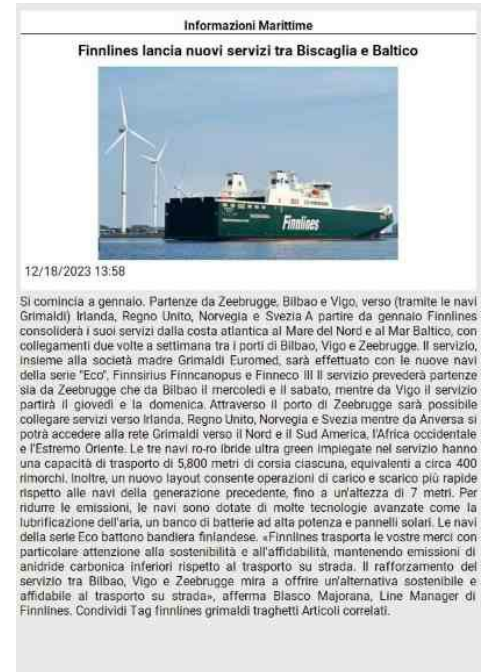 Informazioni Marittime
Finnlines lancia nuovi servizi tra Biscaglia e Baltico
Finnlines
12/18/2023 13:58
Si comincia a gennaio. Partenze da Zeebrugge, Bilbao e Vigo, verso (tramite le navi
Grimaldi) Irlanda, Regno Unito, Norvegia e Svezia A partire da gennaio Finnlines
consoliderà i suoi servizi dalla costa atlantica al Mare del Nord e al Mar Baltico, con
collegamenti due volte a settimana tra i porti di Bilbao, Vigo e Zeebrugge. Il servizio,
insieme alla società madre Grimaldi Euromed, sarà effettuato con le nuove navi
della serie "Eco", Finnsirius Finncanopus e Finneco III Il servizio prevederà partenze
sia da Zeebrugge che da Bilbao il mercoledì e il sabato, mentre da Vigo il servizio
partirà il giovedì e la domenica. Attraverso il porto di Zeebrugge sarà possibile
collegare servizi verso Irlanda, Regno Unito, Norvegia e Svezia mentre da Anversa si
potrà accedere alla rete Grimaldi verso il Nord e il Sud America, l'Africa occidentale
e l'Estremo Oriente. Le tre navi ro-ro ibride ultra green impiegate nel servizio hanno
una capacità di trasporto di 5,800 metri di corsia ciascuna, equivalenti a circa 400
rimorchi. Inoltre, un nuovo layout consente operazioni di carico e scarico più rapide
rispetto alle navi della generazione precedente, fino a un'altezza di 7 metri. Per
ridurre le emissioni, le navi sono dotate di molte tecnologie avanzate come la
lubrificazione dell'aria, un banco di batterie ad alta potenza e pannelli solari. Le navi
della serie Eco battono bandiera finlandese. «Finnlines trasporta le vostre merci con
particolare attenzione alla sostenibilità e all'affidabilità, mantenendo emissioni di
anidride carbonica inferiori rispetto al trasporto su strada. Il rafforzamento del
servizio tra Bilbao, Vigo e Zeebrugge mira a offrire un'alternativa sostenibile e
affidabile al trasporto su strada», afferma Blasco Majorana, Line Manager di
Finnlines. Condividi Tag finnlines grimaldi traghetti Articoli correlati.